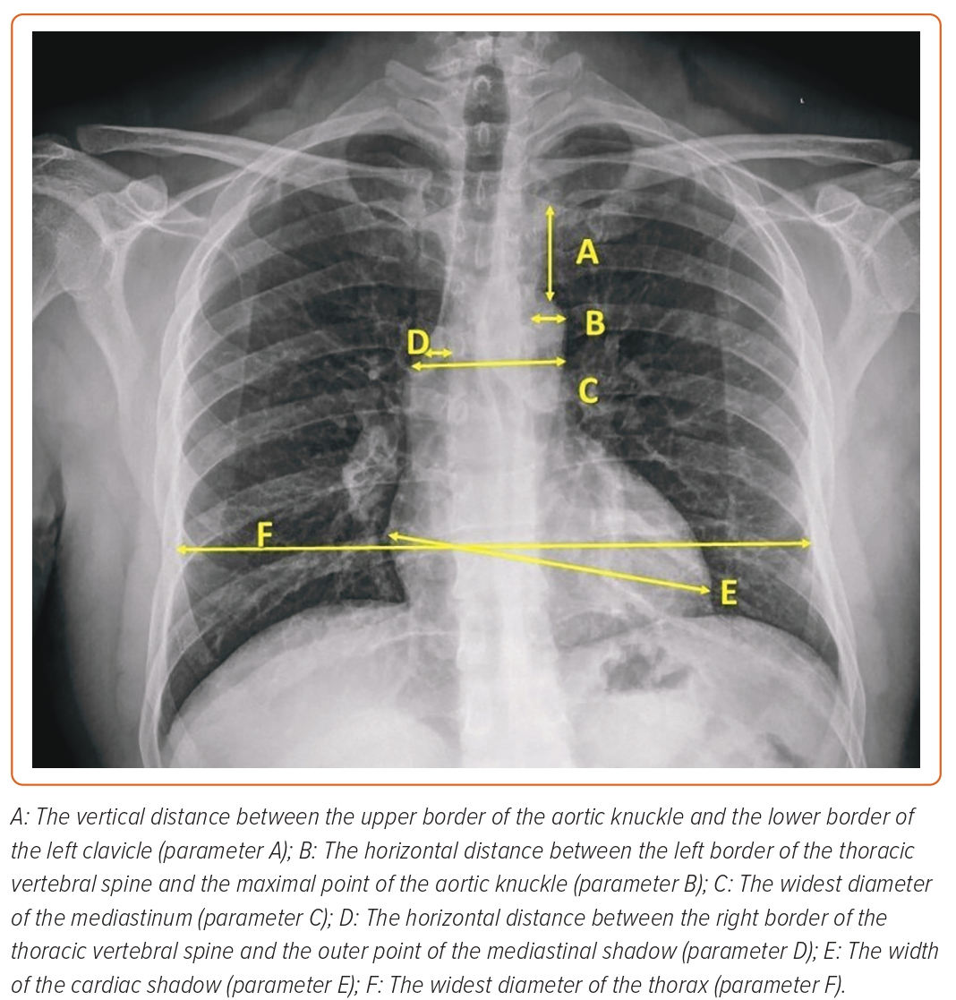 L
A
B
D
C
F
E
A: The vertical distance between the upper border of the aortic knuckle and the lower border of
the left clavicle (parameter A); B: The horizontal distance between the left border of the thoracic
vertebral spine and the maximal point of the aortic knuckle (parameter B); C: The widest diameter
of the mediastinum (parameter C); D: The horizontal distance between the right border of the
thoracic vertebral spine and the outer point of the mediastinal shadow (parameter D); E: The width
of the cardiac shadow (parameter E); F: The widest diameter of the thorax (parameter F).